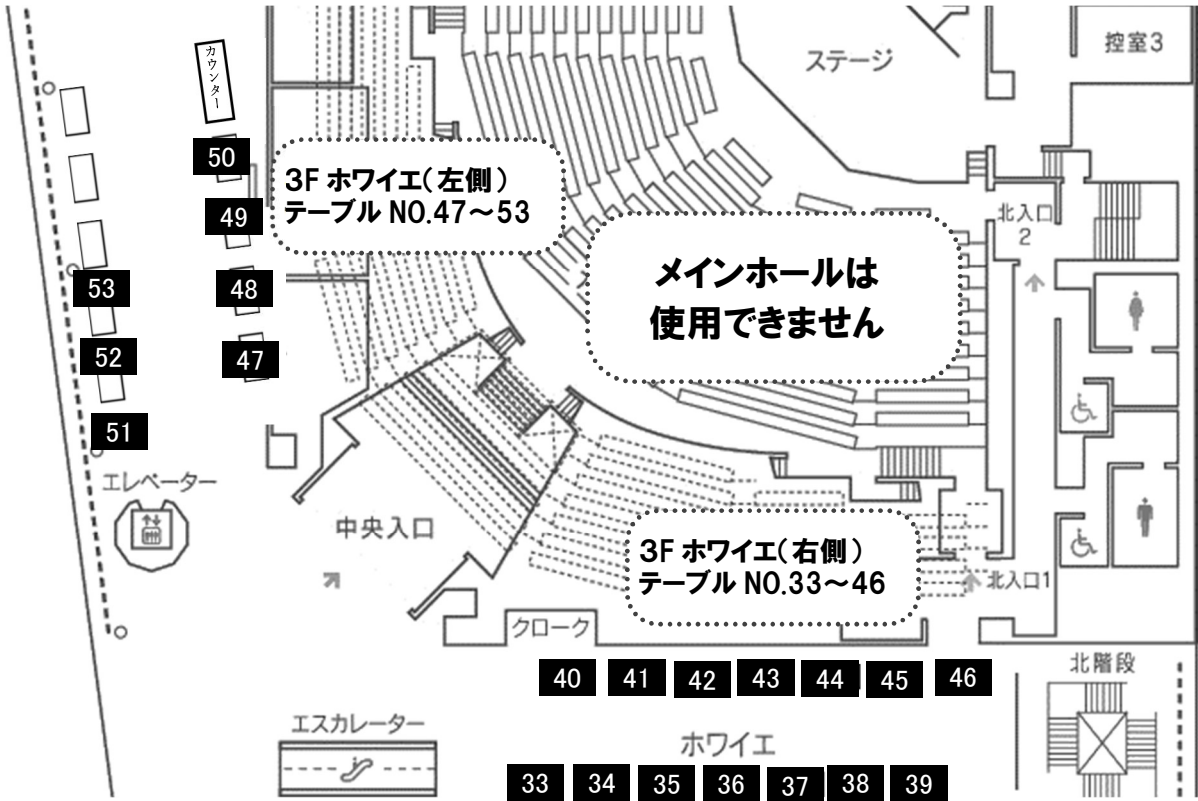 カウンター
ステージ
控室3
50
3F ホワイエ(左側)
テーブル NO.47～53
49
北入口
2
メインホールは
使用できません
53
48
52
47
51
エレベーター
中央入口
3F ホワイエ(右側)
テーブル NO.33～46
北入口1
クローク
40 41 42 43 44 45 46
北階段
エスカレーター
ホワイエ
33 34 35 36 37 38 39